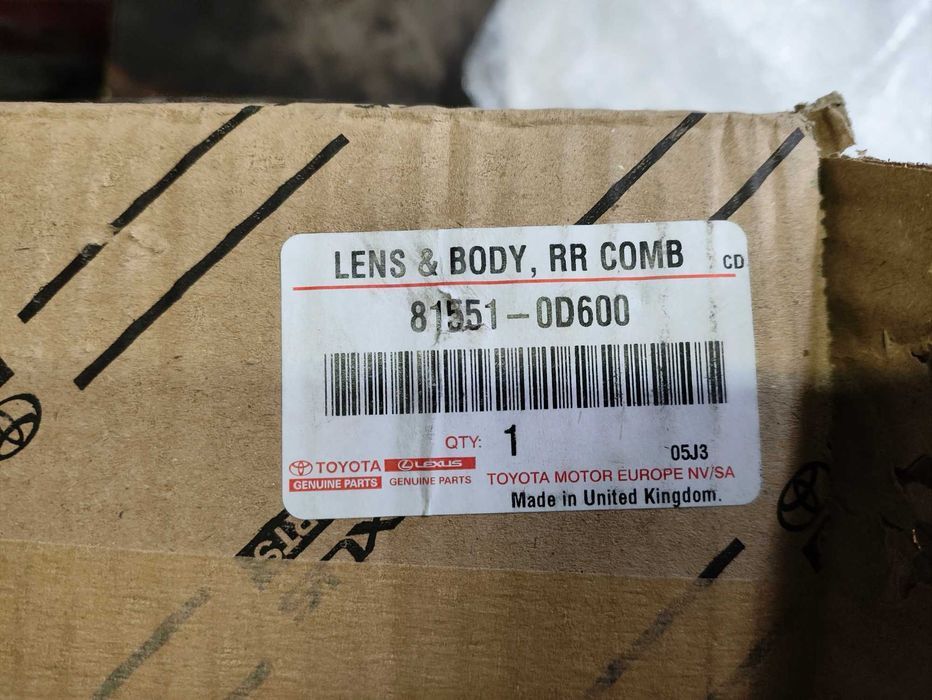 LENS & BODY, RR COMB CD
81551-0D600
QTY: 1
05J3
TOYOTA LEXUS
GENUINE PARTS GENUINE PARTS
TOYOTA MOTOR EUROPE NV/SA
Made in United Kingdom.